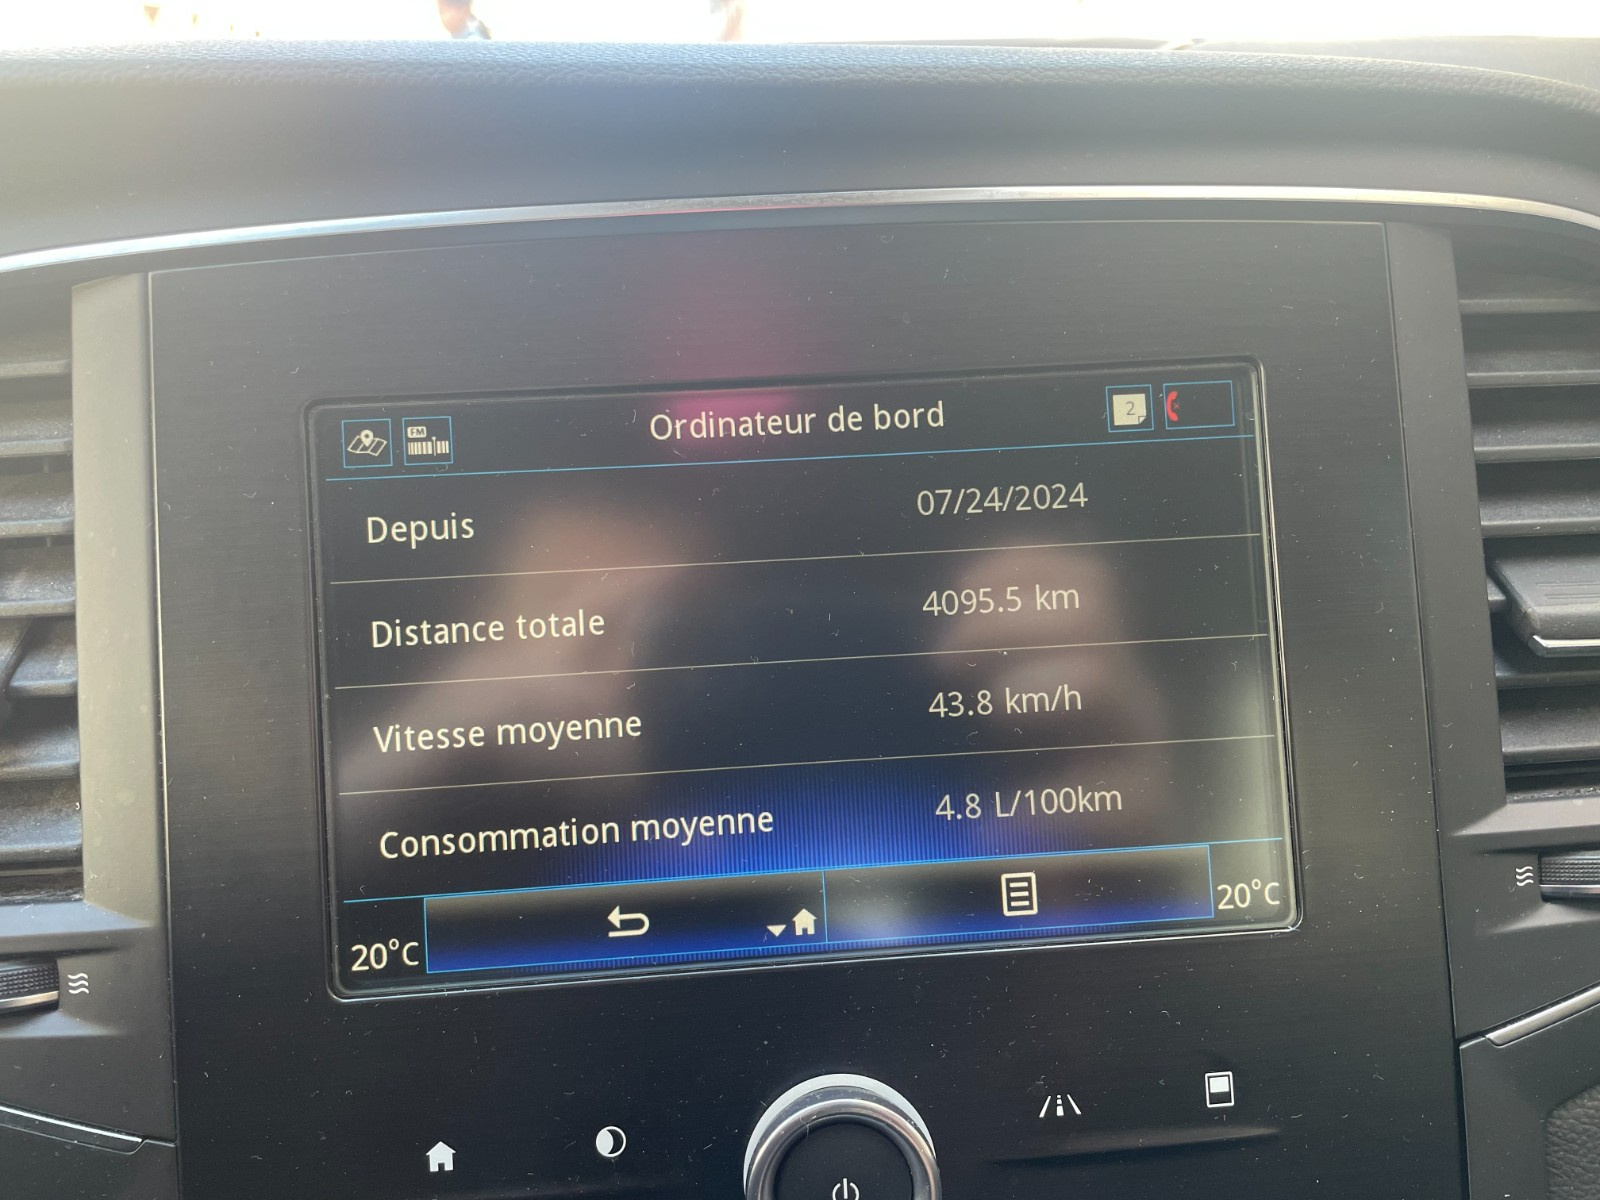 FM
Ordinateur de bord
2
Depuis 07/24/2024
Distance totale 4095.5 km
Vitesse moyenne 43.8 km/h
Consommation moyenne 4.8 L/100km
20°C 20°C